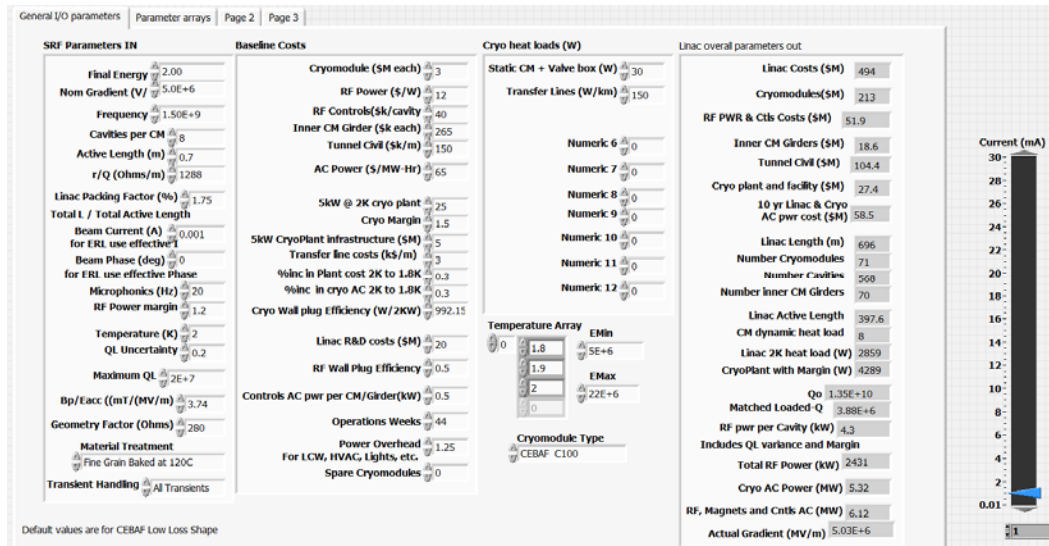 General I/O parameters Parameter arrays Page 2 Page 3
SRF Parameters IN
Final Energy 2.00
Nom Gradient (V/ 5.0E+6
Frequency 1.50E+9
Cavities per CM 8
Active Length (m) 0.7
r/Q (Ohms/m) 1288
Linac Packing Factor (%) 1.75
Total L / Total Active Length
Beam Current (A) 0.001
for ERL use effective I
Beam Phase (deg) 0
for ERL use effective Phase
Microphonics (Hz) 20
RF Power margin 1.2
Temperature (K) 2
QL Uncertainty 0.2
Maximum QL 2E+7
Bp/Eacc ((mT/(MV/m) 3.74
Geometry Factor (Ohms) 280
Material Treatment
Fine Grain Baked at 120C
Transient Handling All Transients
Default values are for CEBAF Low Loss Shape
Baseline Costs
Cryomodule ($M each) 3
RF Power ($/W) 12
RF Controls($k/cavity 40
Inner CM Girder ($k each) 265
Tunnel Civil ($k/m) 150
AC Power ($/MW-Hr) 65
5kW @ 2K cryo plant 25
Cryo Margin 1.5
5kW CryoPlant infrastructure ($M) 5
Transfer line costs (k$/m) 3
%inc in Plant cost 2K to 1.8K 0.3
%inc in cryo AC 2K to 1.8K 0.3
Cryo Wall plug Efficiency (W/2KW) 992.15
Linac R&D costs ($M) 20
RF Wall Plug Efficiency 0.5
Controls AC pwr per CM/Girder(kW) 0.5
Operations Weeks 44
Power Overhead 1.25
For LCW, HVAC, Lights, etc.
Spare Cryomodules 0
Cryo heat loads (W)
Static CM + Valve box (W) 30
Transfer Lines (W/km) 150
Numeric 6 0
Numeric 7 0
Numeric 8 0
Numeric 9 0
Numeric 10 0
Numeric 11 0
Numeric 12 0
Temperature Array
0
1.8
1.9
2
0
EMin
5E+6
EMax
22E+6
Cryomodule Type
CEBAF C100
Linac overall parameters out
Linac Costs ($M) 494
Cryomodules($M) 213
RF PWR & Ctls Costs ($M) 51.9
Inner CM Girders ($M) 18.6
Tunnel Civil ($M) 104.4
Cryo plant and facility ($M) 27.4
10 yr Linac & Cryo
AC pwr cost ($M) 58.5
Linac Length (m) 696
Number Cryomodules 71
Number Cavities 568
Number inner CM Girders 70
Linac Active Length 397.6
CM dynamic heat load 8
Linac 2K heat load (W) 2859
CryoPlant with Margin (W) 4289
Qo 1.35E+10
Matched Loaded-Q 3.88E+6
RF pwr per Cavity (kW) 4.3
Includes QL variance and Margin
Total RF Power (kW) 2431
Cryo AC Power (MW) 5.32
RF, Magnets and Cntls AC (MW) 6.12
Actual Gradient (MV/m) 5.03E+6
Current (mA)
30
28
26
24
22
20
18
16
14
12
10
8
6
4
2
0.01
1